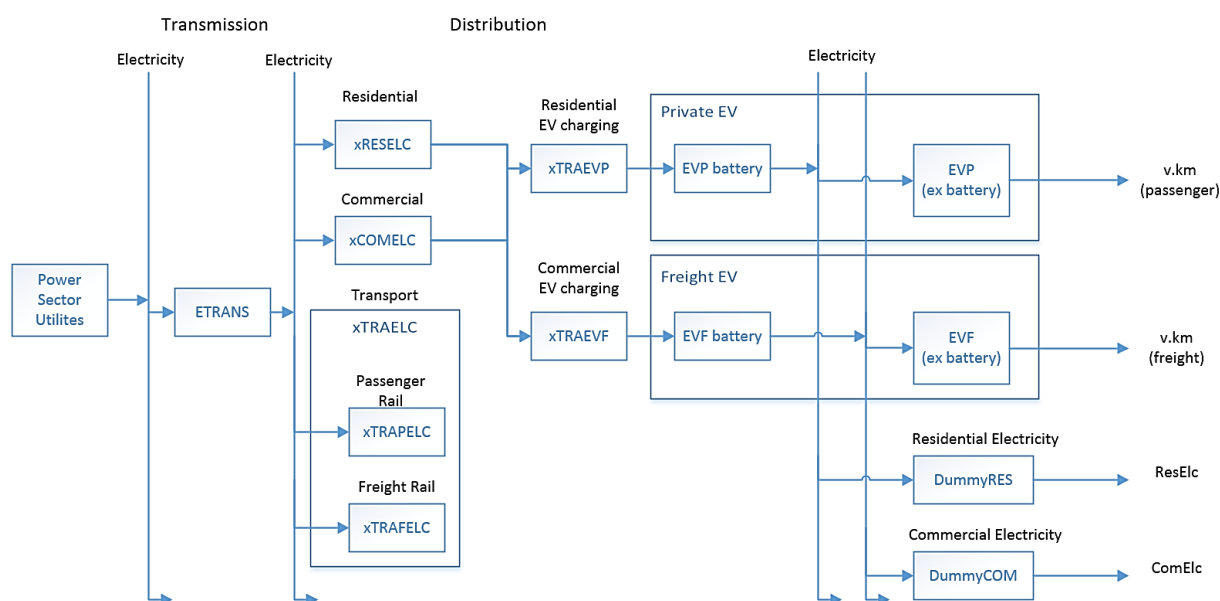 Transmission
Distribution
Electricity
Electricity
Electricity
Residential
xRESELC
Commercial
xCOMELC
Transport
xTRAELC
Passenger
Rail
xTRAPELC
Freight Rail
xTRAFELC
Power
Sector
Utilites
ETRANS
Residential
EV charging
xTRAEVP
Commercial
EV charging
xTRAEVF
Private EV
EVP battery
EVP
(ex battery)
v.km
(passenger)
Freight EV
EVF battery
EVF
(ex battery)
v.km
(freight)
Residential Electricity
DummyRES
ResElc
Commercial Electricity
DummyCOM
ComElc